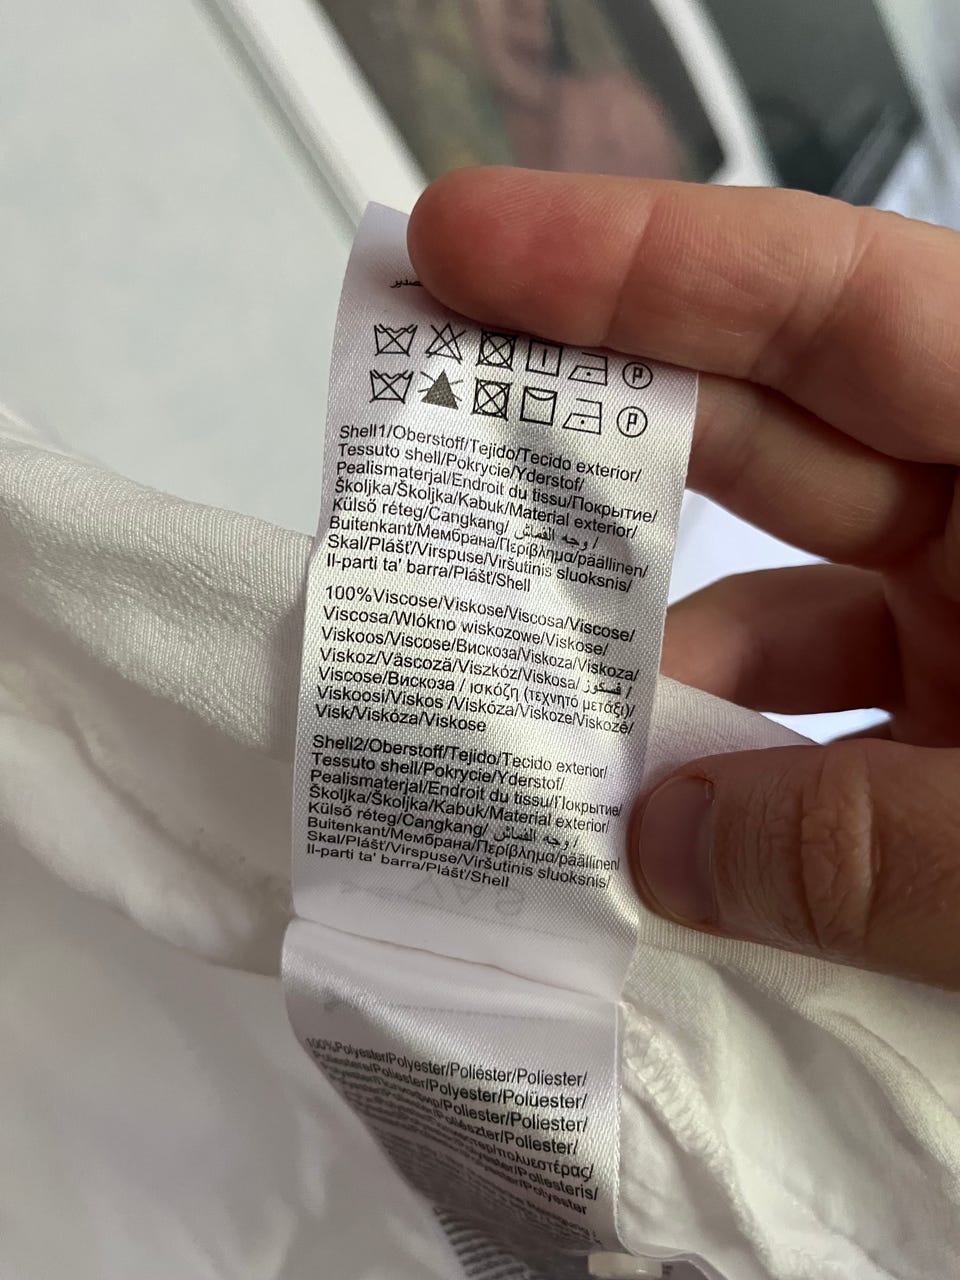 P
P
Shell1/Oberstoff/Tejido/Tecido exterior/
Tessuto shell/Pokrycie/Yderstof/
Pealismaterjal/Endroit du tissu/Покрытие/
Školjka/Školjka/Kabuk/Material exterior/
Külső réteg/Cangkang/ وجه القماش /
Buitenkant/Мембрана/Περίβλημα/päällinen/
Skal/Plášť/Virspuse/Viršutinis sluoksnis/
Il-parti ta' barra/Plášť/Shell
100%Viscose/Viskose/Viscosa/Viscose/
Viscosa/Wlókno wiskozowe/Viskose/
Viskoos/Viscose/Вискоза/Viskoza/Viskoza/
Viskoz/Vâscoză/Viszkóz/Viskosa/ فسكوز /
Viscose/Вискоза / ισκόζη (τεχνητό μετάξι)/
Viskoosi/Viskos /Viskóza/Viskoze/Viskozė/
Visk/Viskóza/Viskose
Shell2/Oberstoff/Tejido/Tecido exterior/
Tessuto shell/Pokrycie/Yderstof/
Pealismaterjal/Endroit du tissu/Покрытие/
Školjka/Školjka/Kabuk/Material exterior/
Külső réteg/Cangkang/ وجه القماش /
Buitenkant/Мембрана/Περίβλημα/päällinen/
Skal/Plášť/Virspuse/Viršutinis sluoksnis/
Il-parti ta' barra/Plášť/Shell
100%Polyester/Polyester/Poliéster/Poliester/
Poliestere/Poliester/Polyester/Polüester/
/Poliester/Poliester/
/Poliester/
/πολυεστέρας/
/Poliesteris/
/Polyester